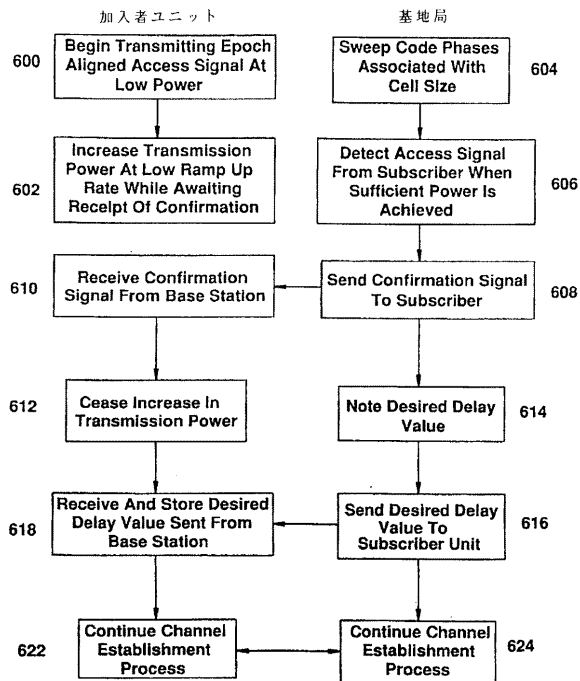 加入者ユニット
基地局
600
Begin Transmitting Epoch
Aligned Access Signal At
Low Power
Sweep Code Phases
Associated With
Cell Size
604
602
Increase Transmission
Power At Low Ramp Up
Rate While Awaiting
Receipt Of Confirmation
Detect Access Signal
From Subscriber When
Sufficient Power Is
Achieved
606
610
Receive Confirmation
Signal From Base Station
Send Confirmation Signal
To Subscriber
608
612
Cease Increase In
Transmission Power
Note Desired Delay
Value
614
618
Receive And Store Desired
Delay Value Sent From
Base Station
Send Desired Delay
Value To
Subscriber Unit
616
622
Continue Channel
Establishment
Process
Continue Channel
Establishment
Process
624